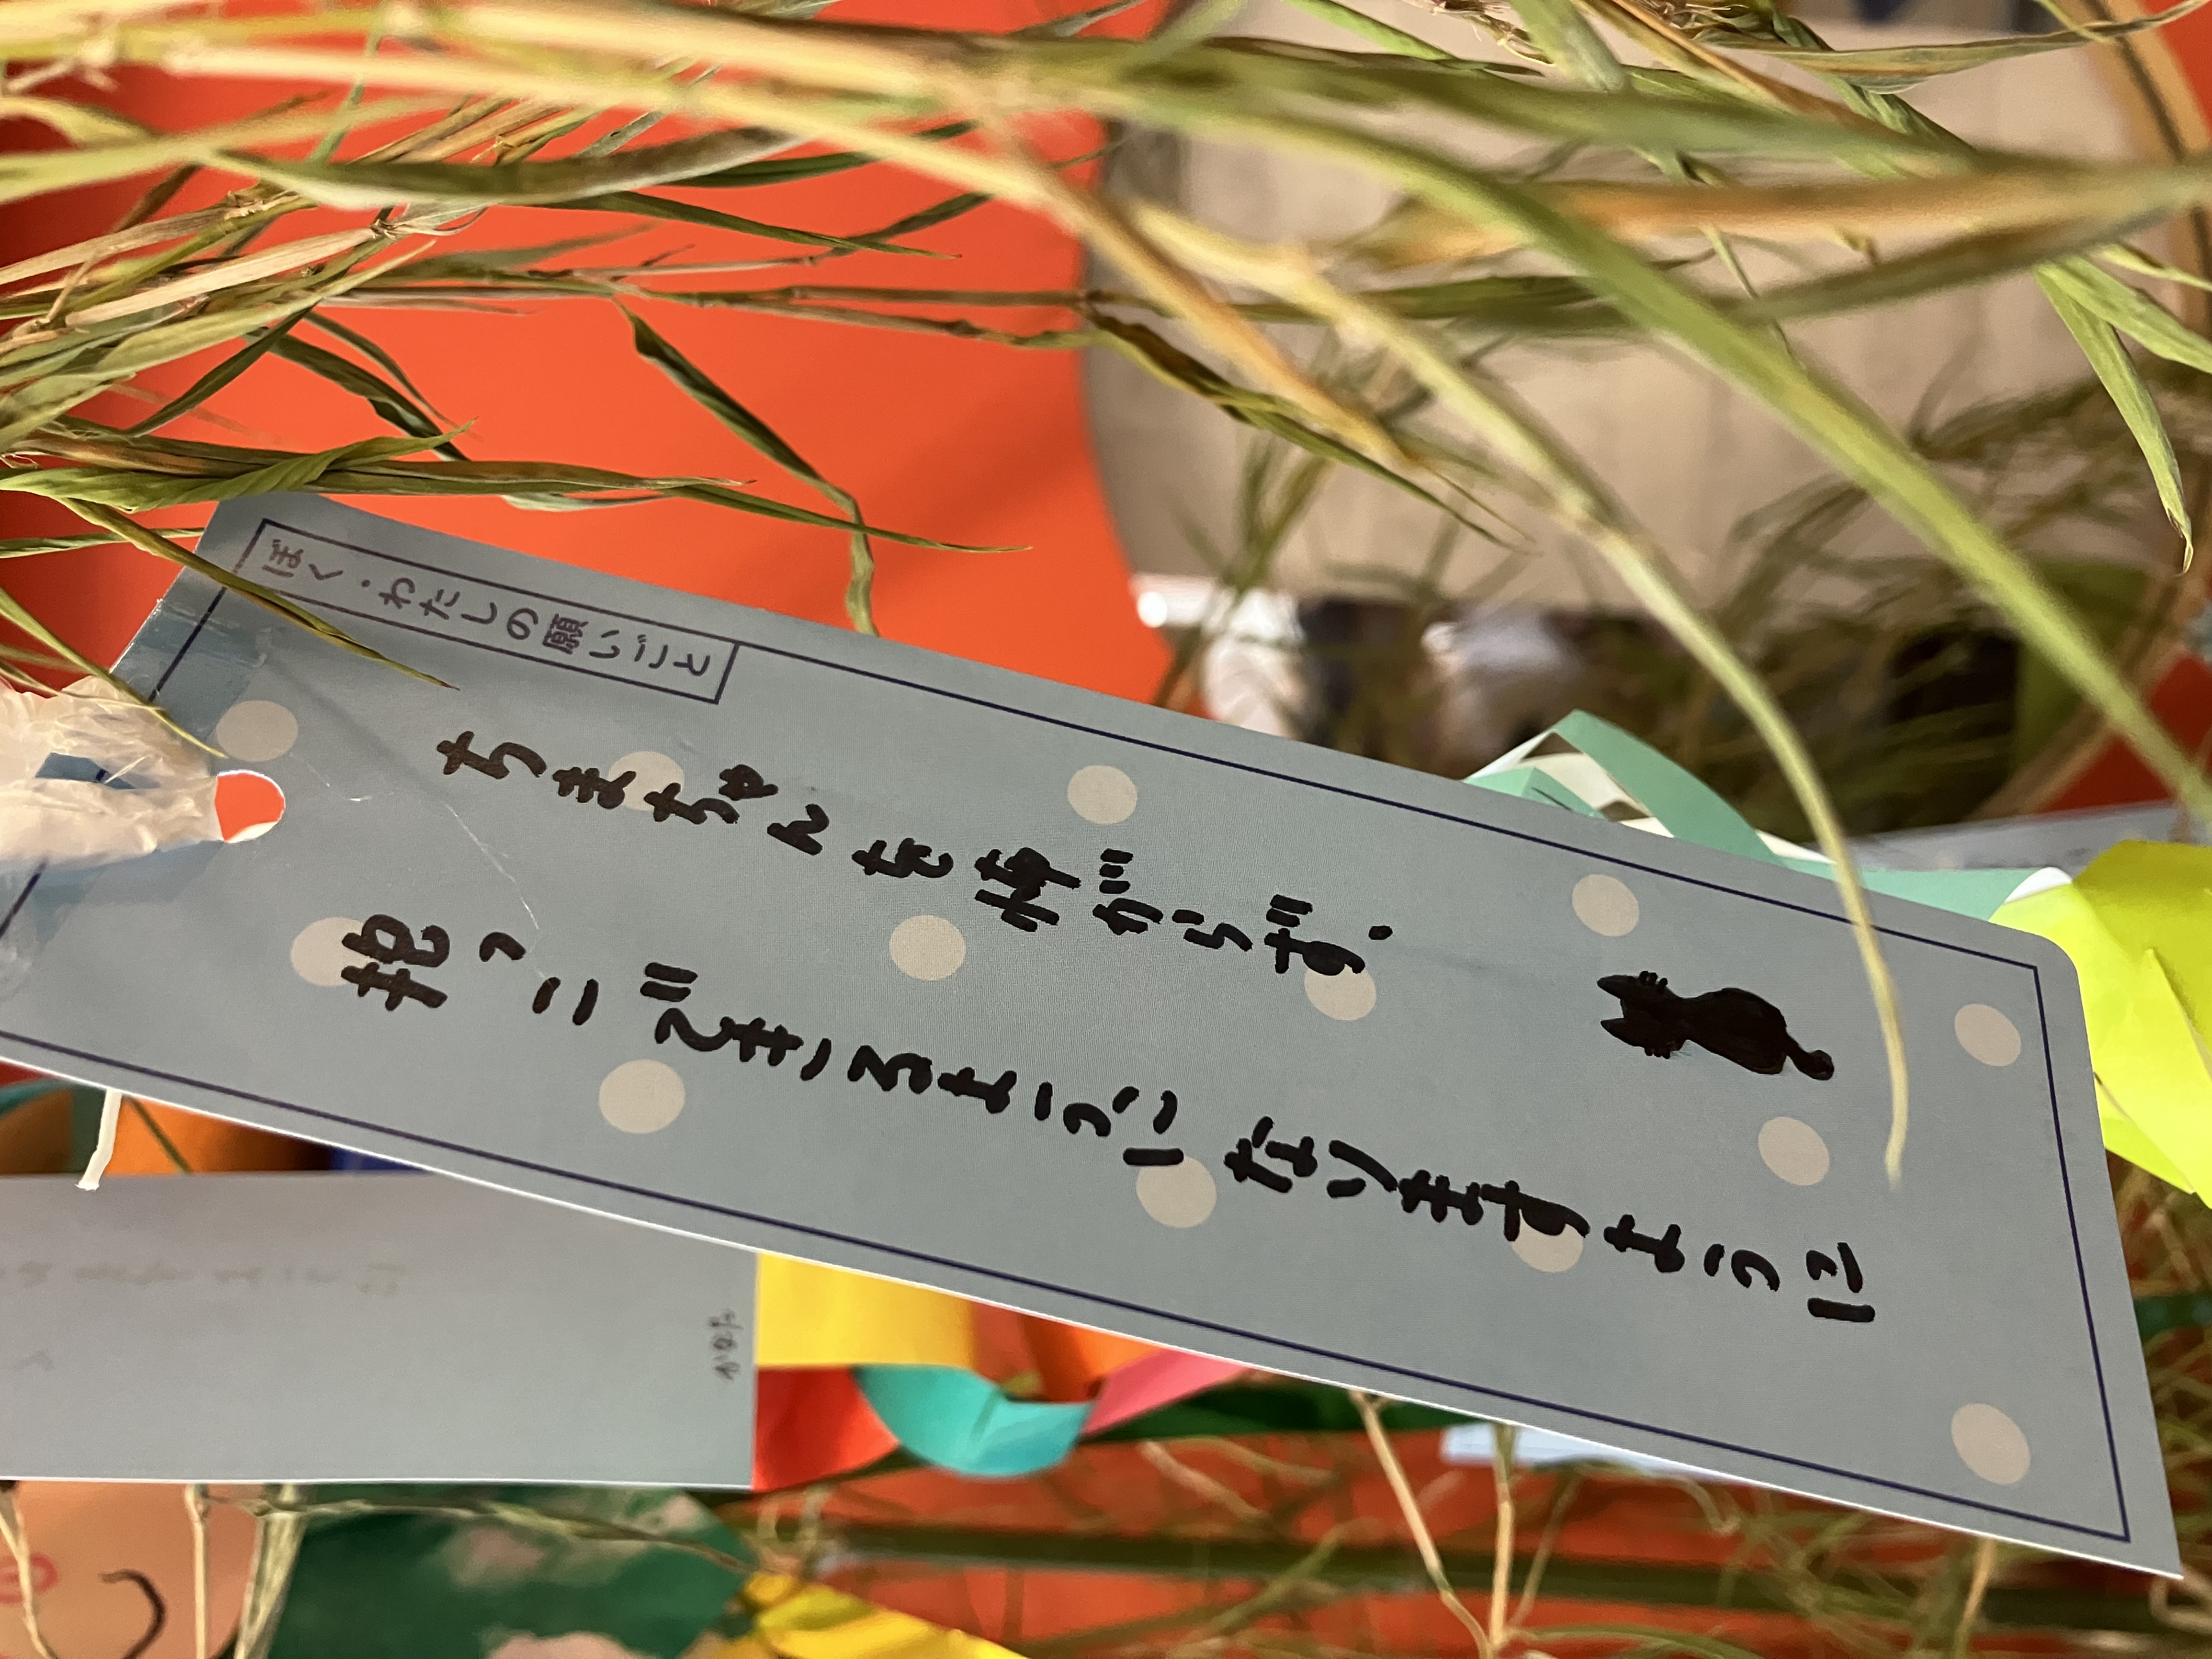 ぼく・わたしの願いごと
ちまちゃんを怖がらず、
抱っこできるようになりますように